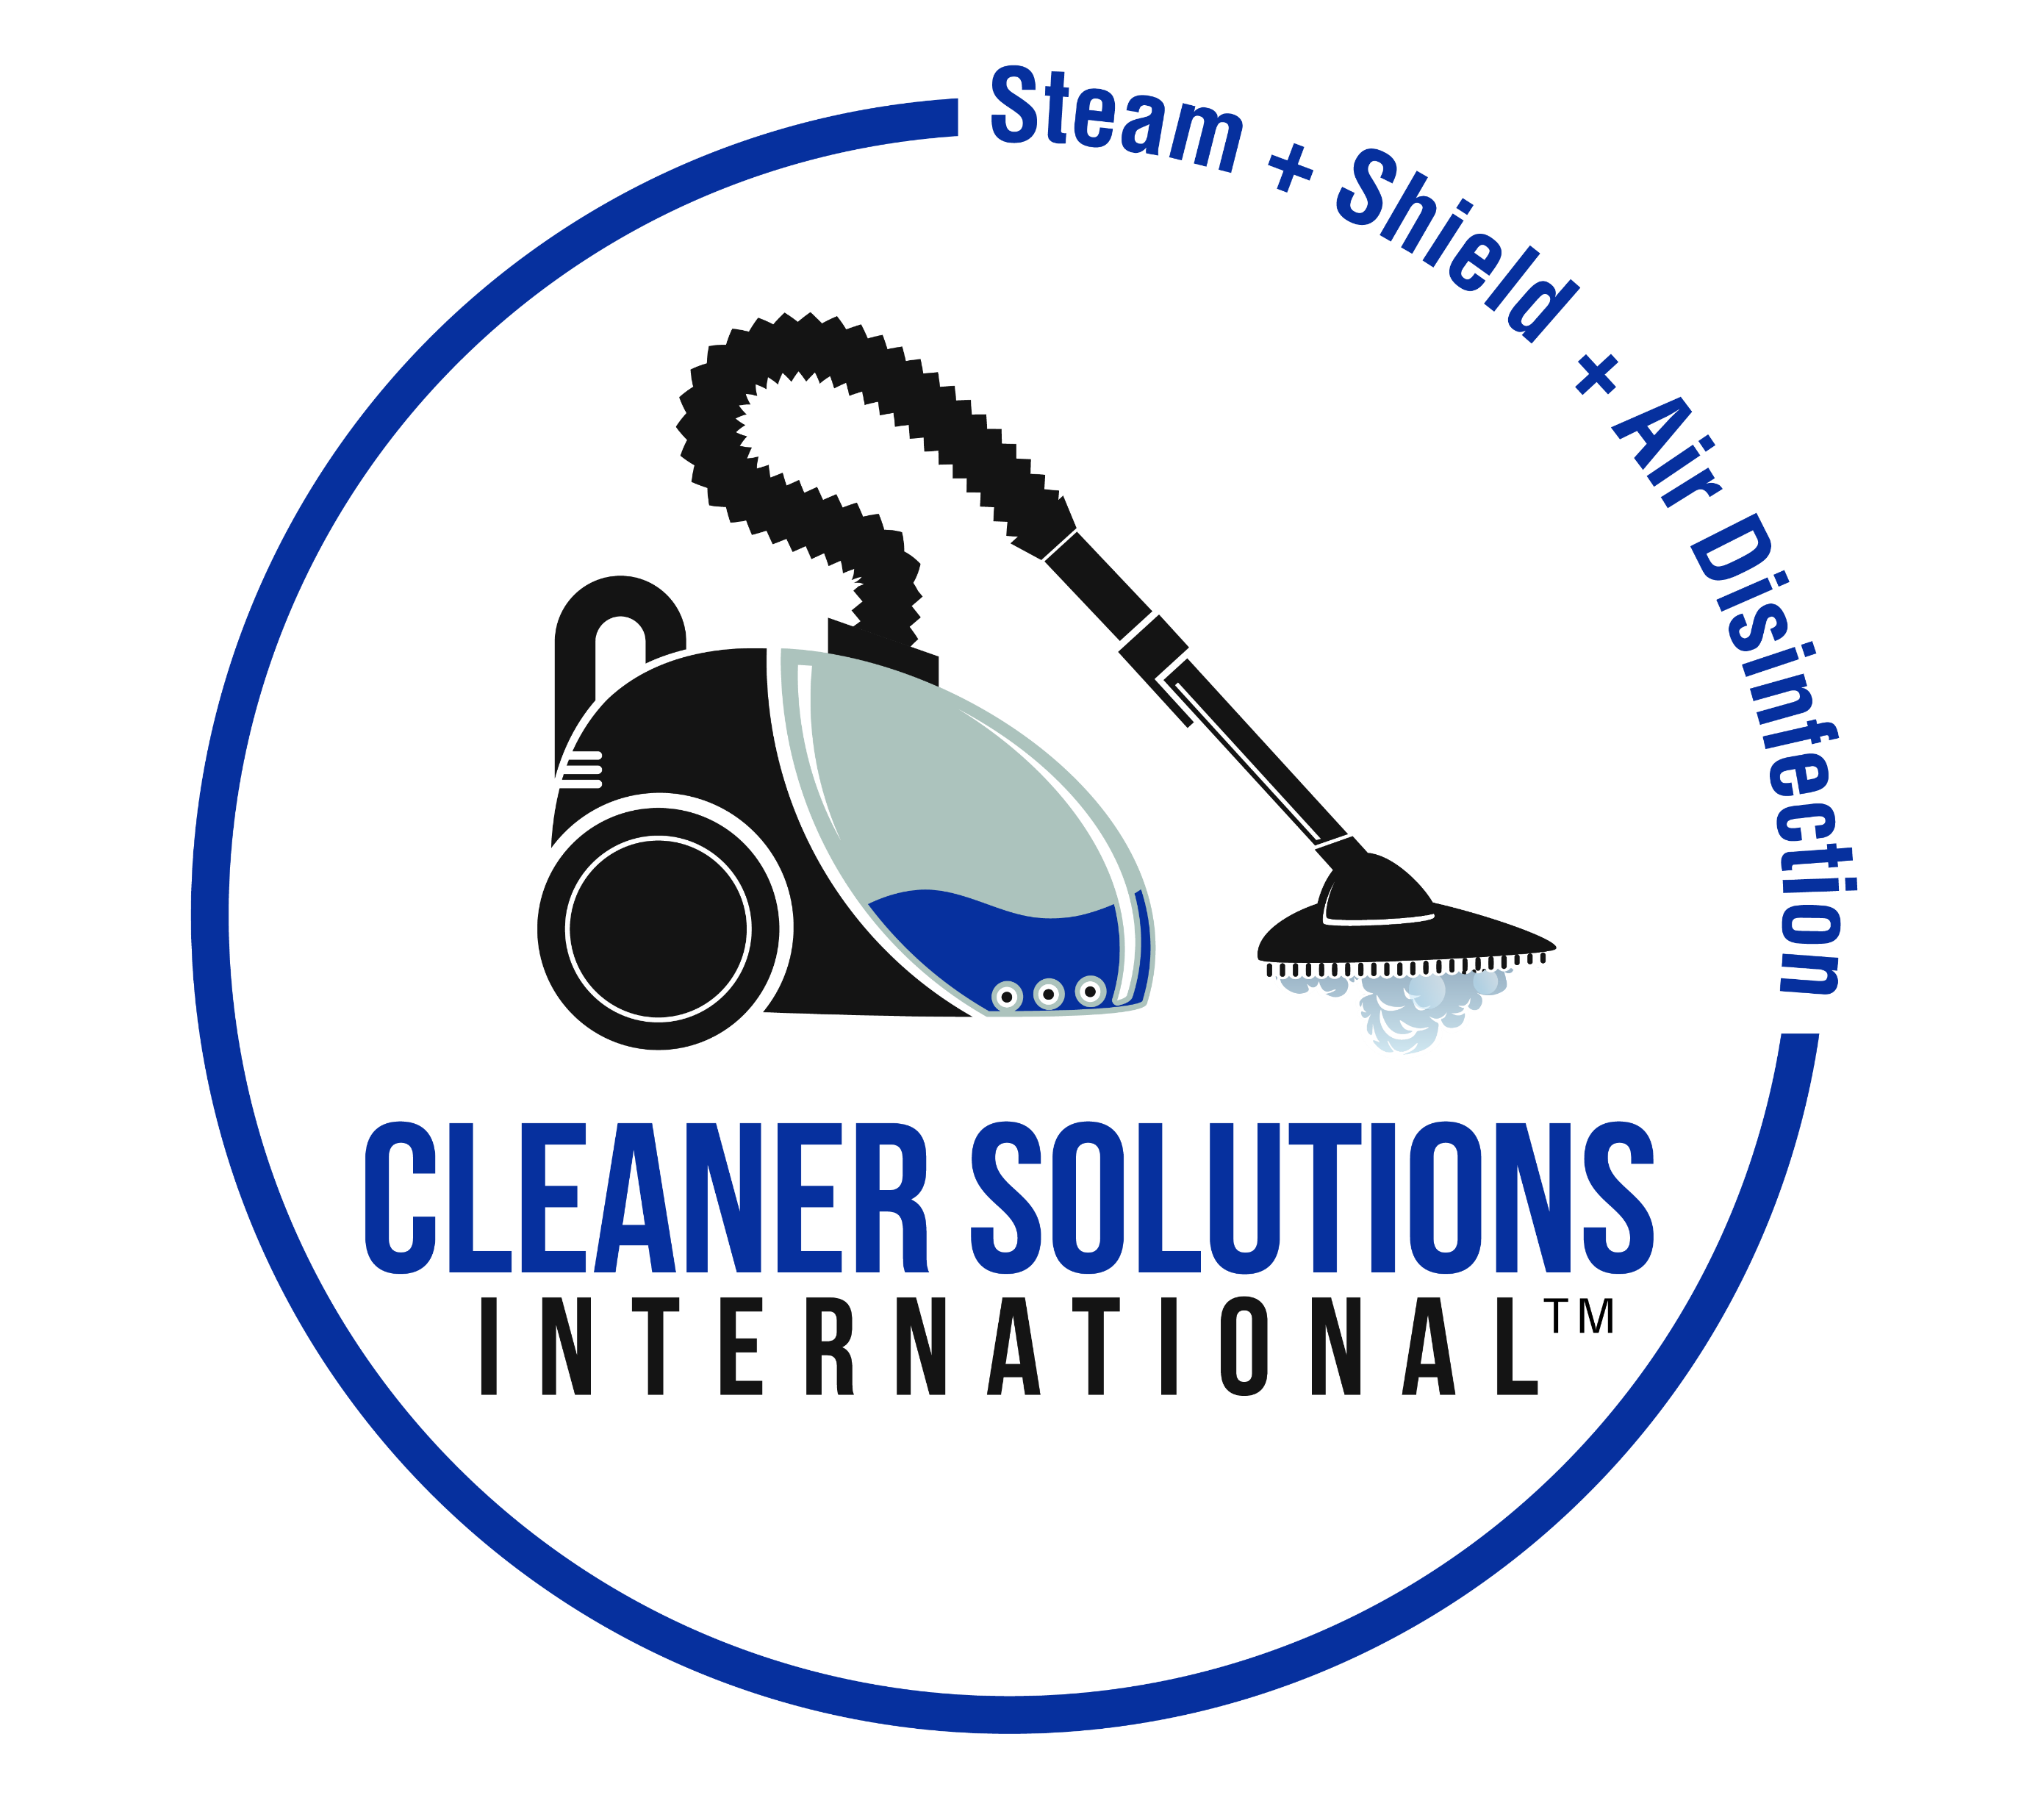 Steam + Shield + Air Disinfection
CLEANER SOLUTIONS
INTERNATIONAL™